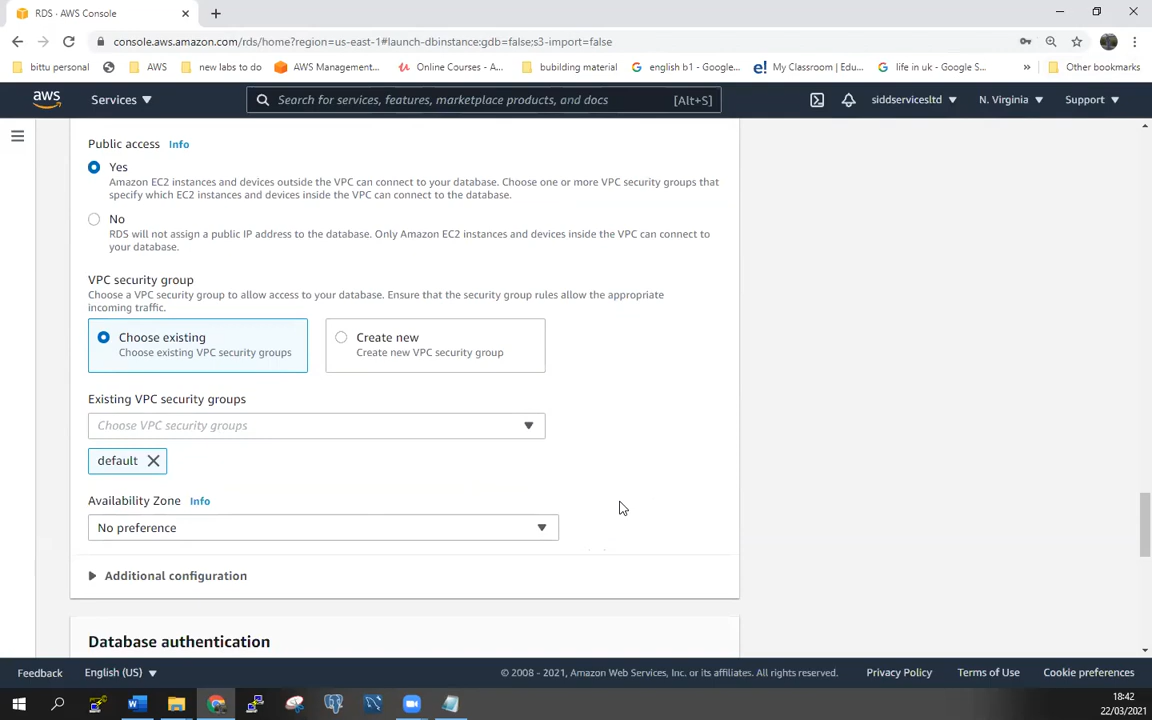 RDS · AWS Console
console.aws.amazon.com/rds/home?region=us-east-1#launch-dbinstance:gdb=false;s3-import=false
bittu personal
AWS
new labs to do
AWS Management...
Online Courses - A...
bubilding material
english b1 - Google...
e! My Classroom | Edu...
life in uk - Google S...
»
Other bookmarks
aws
Services
Search for services, features, marketplace products, and docs
[Alt+S]
siddservicesltd
N. Virginia
Support
Public access Info
Yes
Amazon EC2 instances and devices outside the VPC can connect to your database. Choose one or more VPC security groups that
specify which EC2 instances and devices inside the VPC can connect to the database.
No
RDS will not assign a public IP address to the database. Only Amazon EC2 instances and devices inside the VPC can connect to
your database.
VPC security group
Choose a VPC security group to allow access to your database. Ensure that the security group rules allow the appropriate
incoming traffic.
Choose existing
Choose existing VPC security groups
Create new
Create new VPC security group
Existing VPC security groups
Choose VPC security groups
default
Availability Zone Info
No preference
Additional configuration
Database authentication
Feedback
English (US)
© 2008 - 2021, Amazon Web Services, Inc. or its affiliates. All rights reserved.
Privacy Policy
Terms of Use
Cookie preferences
18:42
22/03/2021